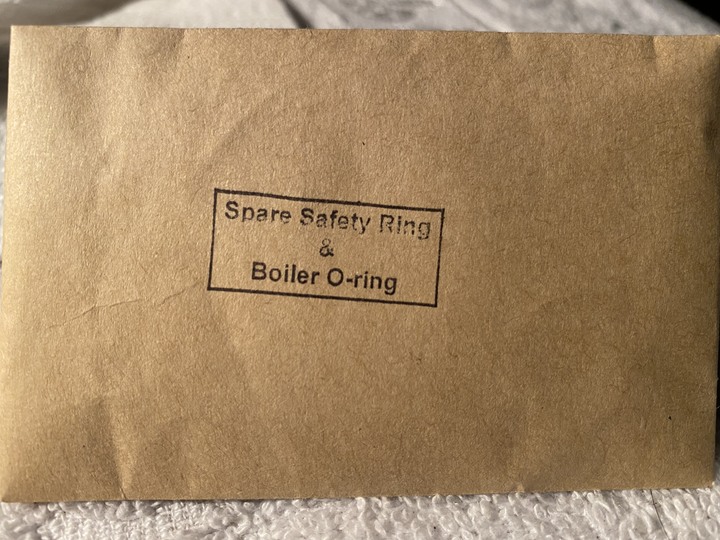 Spare Safety Ring
&
Boiler O-ring